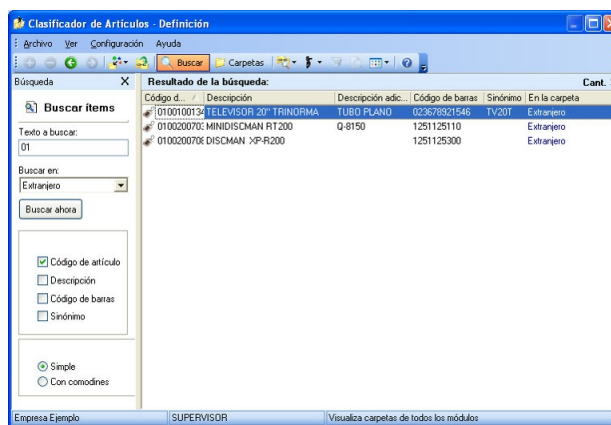 Clasificador de Artículos - Definición
Archivo Ver Configuración Ayuda
Buscar Carpetas
Búsqueda X
Resultado de la búsqueda: Cant.
Buscar ítems
Texto a buscar:
01
Buscar en:
Extranjero
Buscar ahora
Código de artículo
Descripción
Código de barras
Sinónimo
Simple
Con comodines
Código d... Descripción Descripción adic... Código de barras Sinónimo En la carpeta
0100100134 TELEVISOR 20" TRINORMA TUBO PLANO 023678921546 TV20T Extranjero
MINIDISCMAN RT200 Q-8150 1251125110 Extranjero
DISCMAN XP-R200 1251125300 Extranjero
Empresa Ejemplo SUPERVISOR Visualiza carpetas de todos los módulos